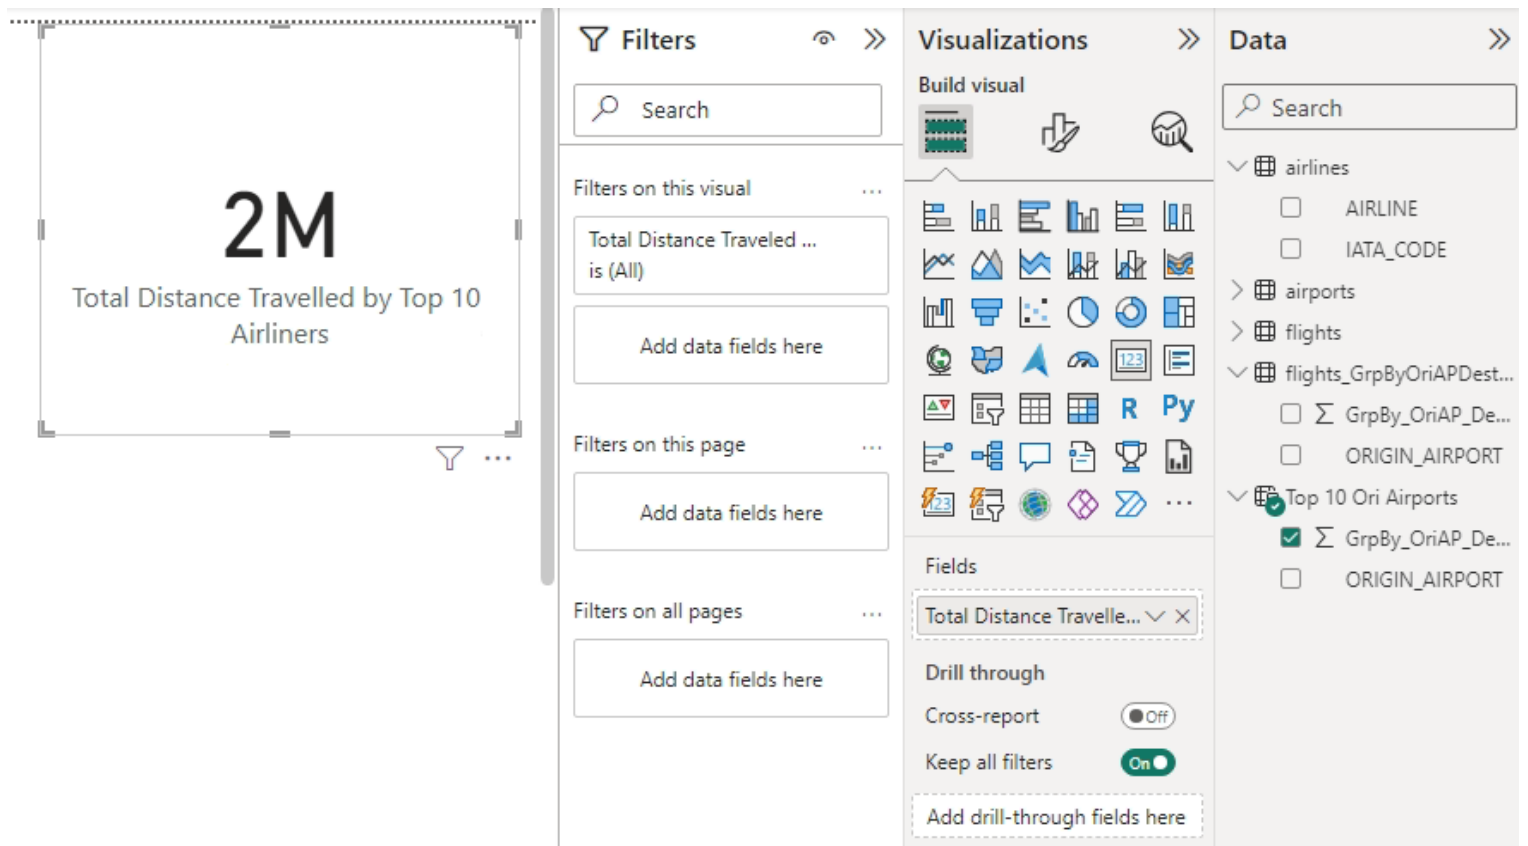 2M
Total Distance Travelled by Top 10
Airliners
Filters
Search
Filters on this visual
...
Total Distance Traveled ...
is (All)
Add data fields here
Filters on this page
...
Add data fields here
Filters on all pages
...
Add data fields here
Visualizations
Build visual
123
R
Py
123
...
Fields
Total Distance Travelle...
Drill through
Cross-report
Off
Keep all filters
On
Add drill-through fields here
Data
Search
airlines
AIRLINE
IATA_CODE
airports
flights
flights_GrpByOriAPDest...
Σ GrpBy_OriAP_De...
ORIGIN_AIRPORT
Top 10 Ori Airports
Σ GrpBy_OriAP_De...
ORIGIN_AIRPORT